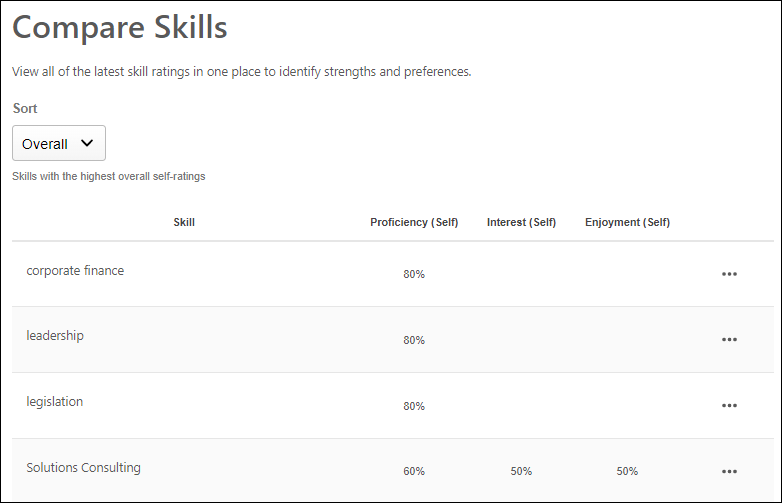 Compare Skills
View all of the latest skill ratings in one place to identify strengths and preferences.
Sort
Overall
Skills with the highest overall self-ratings
Skill Proficiency (Self) Interest (Self) Enjoyment (Self)
corporate finance 80%
leadership 80%
legislation 80%
Solutions Consulting 60% 50% 50%